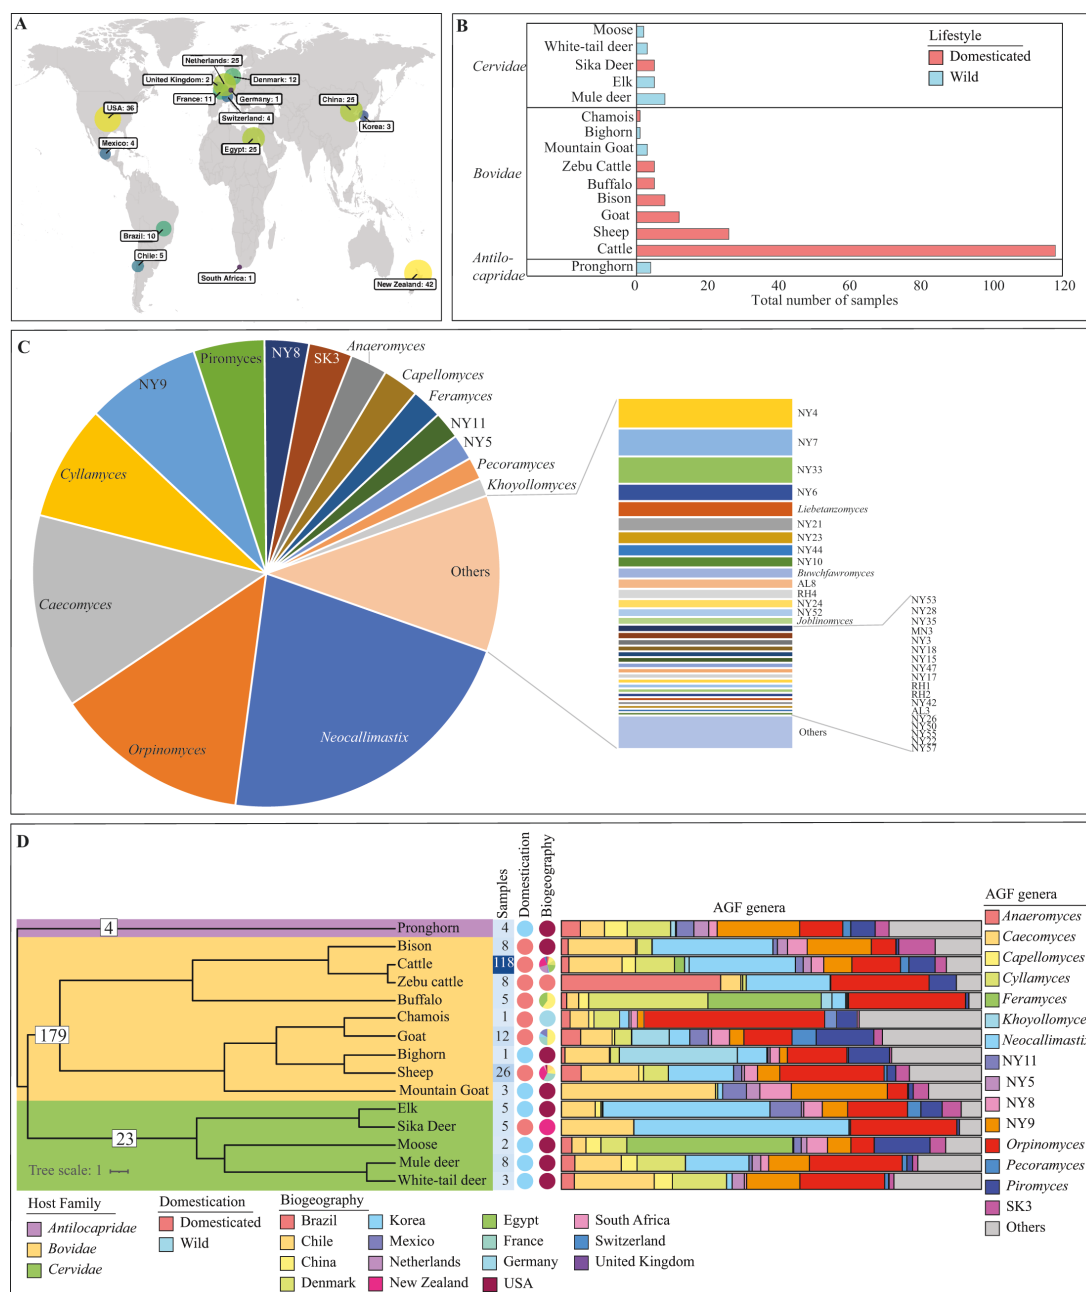 A
Netherlands: 25
United Kingdom: 2
Denmark: 12
France: 11
Germany: 1
Switzerland: 4
USA: 36
China: 25
Korea: 3
Mexico: 4
Egypt: 25
Brazil: 10
Chile: 5
South Africa: 1
New Zealand: 42
B
Cervidae
Moose
White-tail deer
Sika Deer
Elk
Mule deer
Bovidae
Chamois
Bighorn
Mountain Goat
Zebu Cattle
Buffalo
Bison
Goat
Sheep
Cattle
Antilo-
capridae
Pronghorn
Lifestyle
Domesticated
Wild
0 20 40 60 80 100 120
Total number of samples
C
Piromyces
NY8
SK3
Anaeromyces
Capellomyces
Feramyces
NY11
NY5
Pecoramyces
Khoyollomyces
NY9
Cyllamyces
Caecomyces
Orpinomyces
Neocallimastix
Others
NY4
NY7
NY33
NY6
Liebetanzomyces
NY21
NY23
NY44
NY10
Buwchfawromyces
AL8
RH4
NY24
NY52
Joblinomyces
Others
NY53
NY28
NY35
MN3
NY3
NY18
NY15
NY47
NY17
RH1
RH2
NY42
AL3
NY26
NY50
NY55
NY22
NY57
D
Samples
Domestication
Biogeography
AGF genera
4
179
23
Pronghorn 4
Bison 8
Cattle 118
Zebu cattle 8
Buffalo 5
Chamois 1
Goat 12
Bighorn 1
Sheep 26
Mountain Goat 3
Elk 5
Sika Deer 5
Moose 2
Mule deer 8
White-tail deer 3
Tree scale: 1
AGF genera
Anaeromyces
Caecomyces
Capellomyces
Cyllamyces
Feramyces
Khoyollomyce
Neocallimastix
NY11
NY5
NY8
NY9
Orpinomyces
Pecoramyces
Piromyces
SK3
Others
Host Family
Antilocapridae
Bovidae
Cervidae
Domestication
Domesticated
Wild
Biogeography
Brazil
Chile
China
Denmark
Korea
Mexico
Netherlands
New Zealand
Egypt
France
Germany
USA
South Africa
Switzerland
United Kingdom